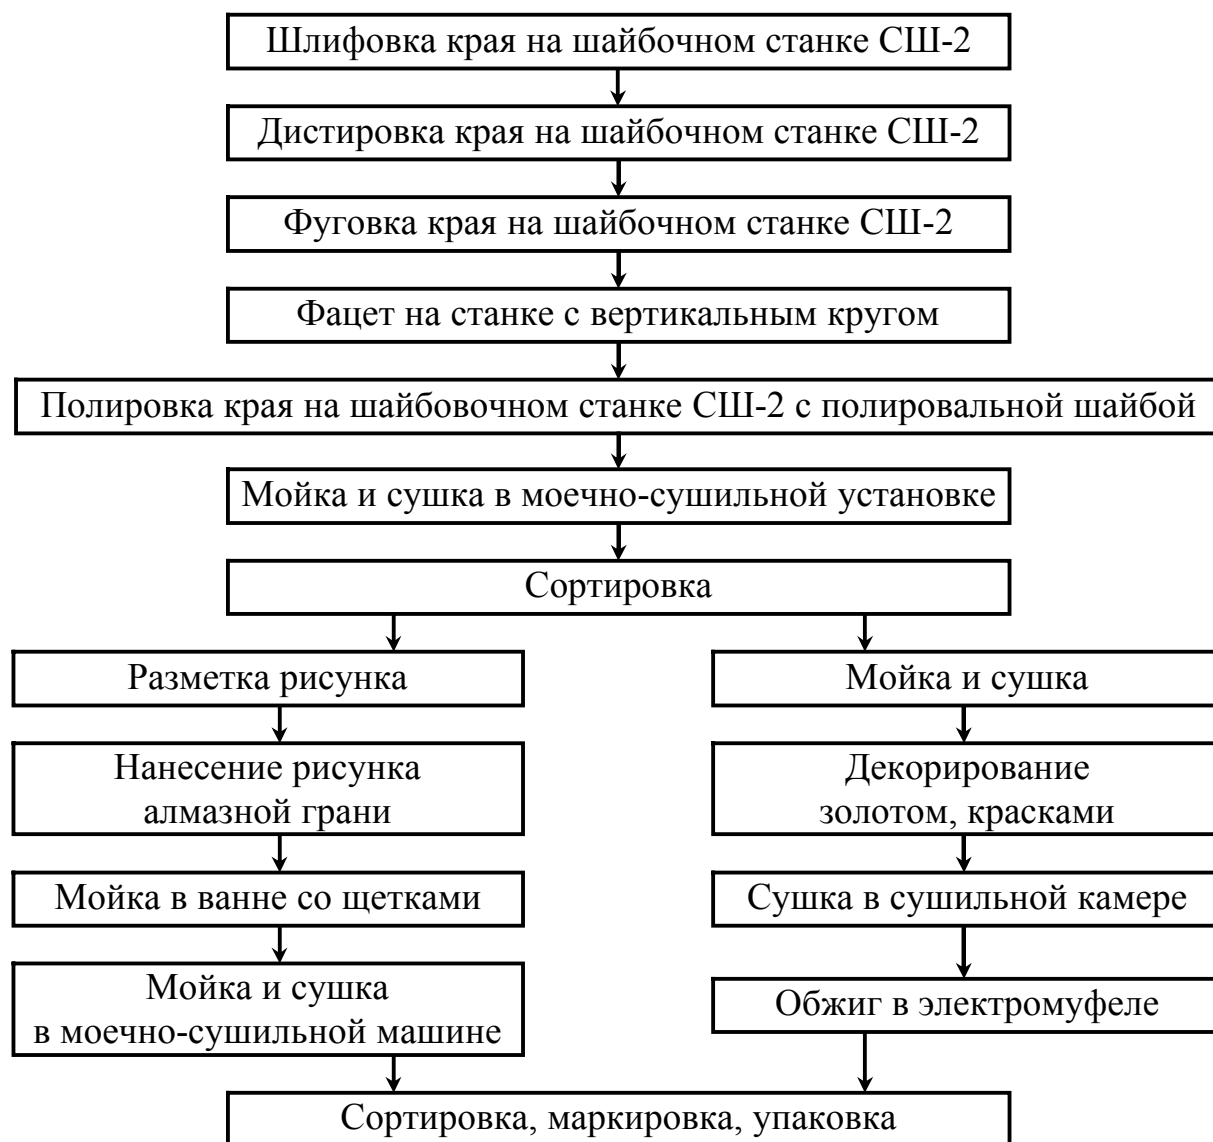 Шлифовка края на шайбочном станке СШ-2
Дистировка края на шайбочном станке СШ-2
Фуговка края на шайбочном станке СШ-2
Фацет на станке с вертикальным кругом
Полировка края на шайбовочном станке СШ-2 с полировальной шайбой
Мойка и сушка в моечно-сушильной установке
Сортировка
Разметка рисунка
Нанесение рисунка
алмазной грани
Мойка в ванне со щетками
Мойка и сушка
в моечно-сушильной машине
Мойка и сушка
Декорирование
золотом, красками
Сушка в сушильной камере
Обжиг в электромуфеле
Сортировка, маркировка, упаковка